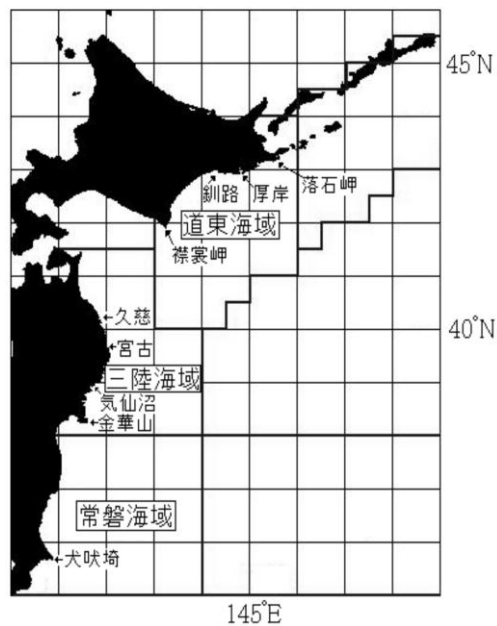 45°N
釧路
厚岸
落石岬
道東海域
襟裳岬
久慈
40°N
宮古
三陸海域
気仙沼
金華山
常磐海域
犬吠埼
145°E